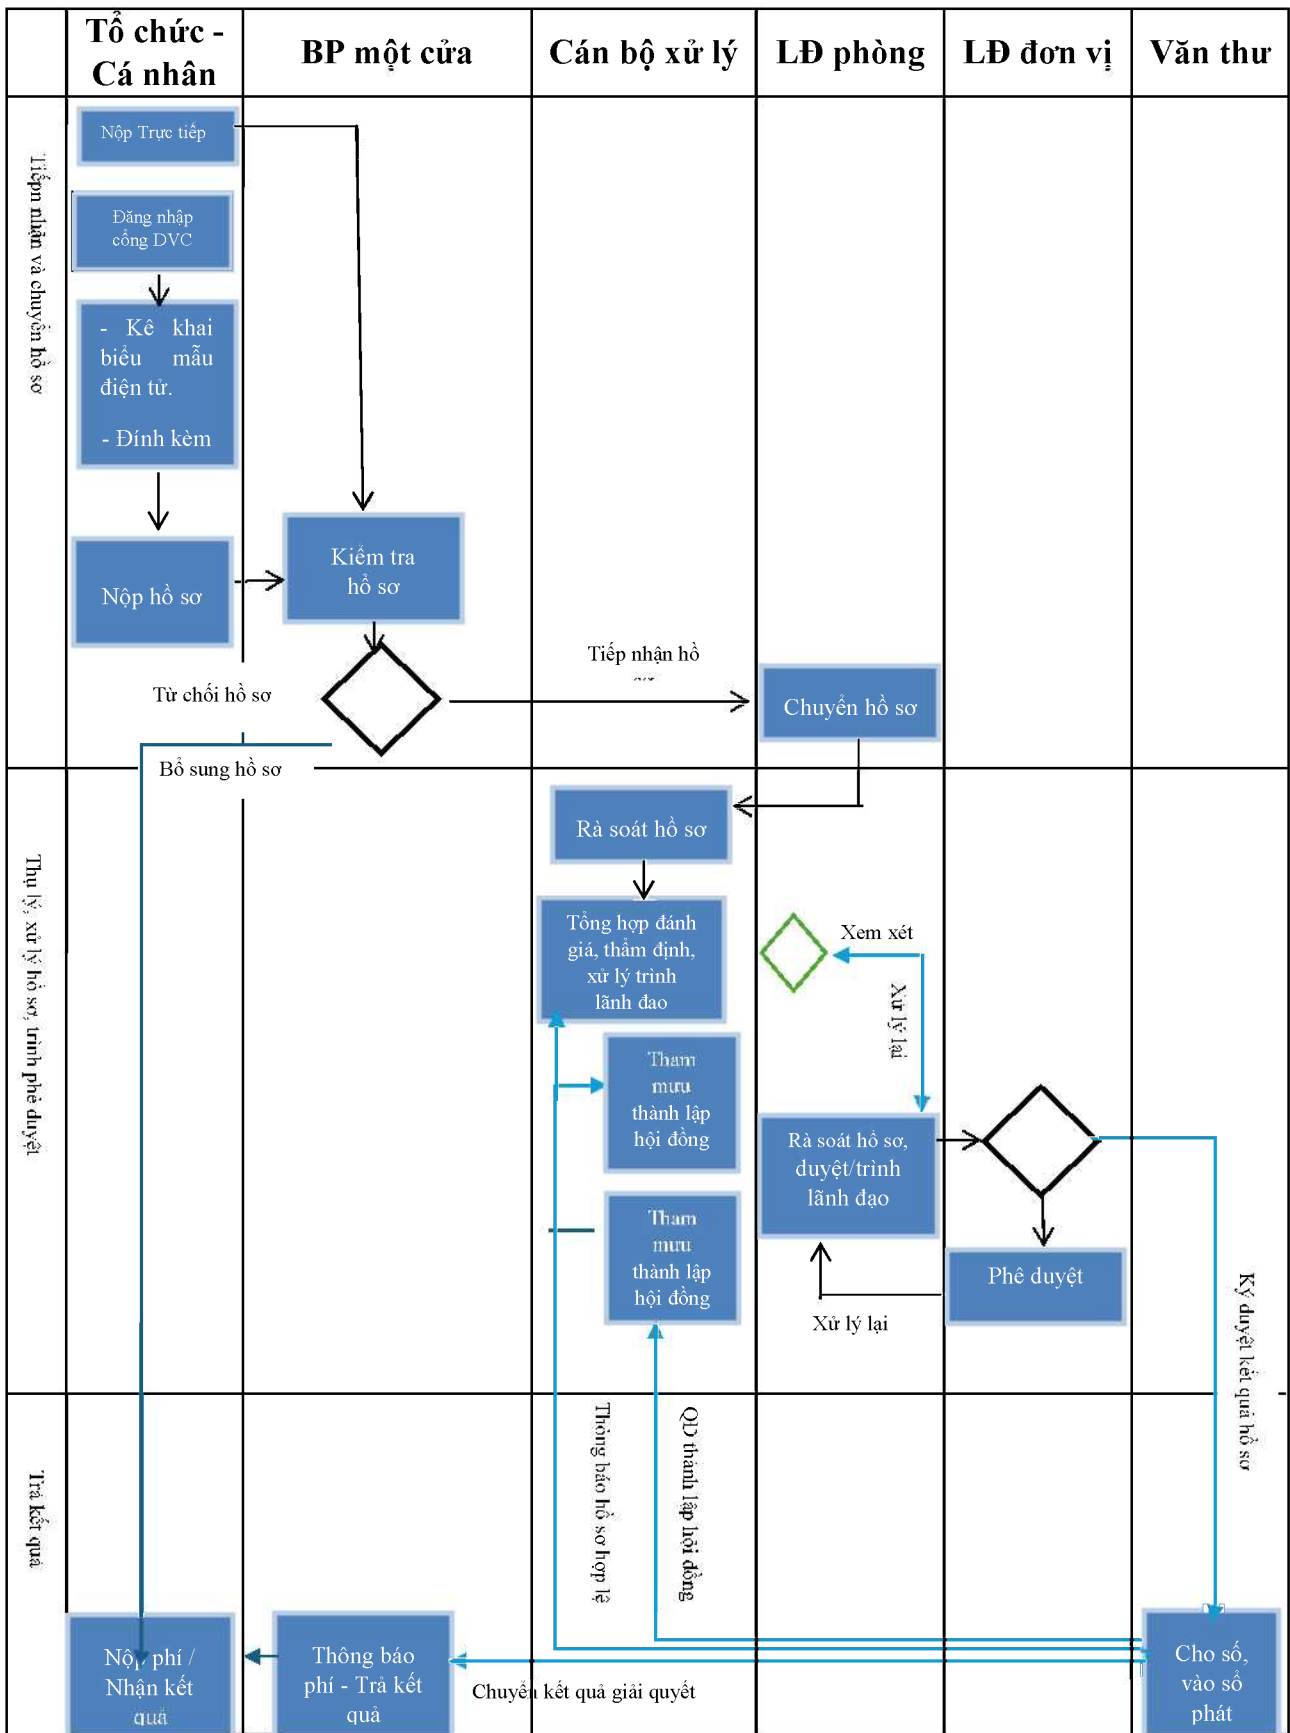 Tổ chức -
Cá nhân
BP một cửa
Cán bộ xử lý
LĐ phòng
LĐ đơn vị
Văn thư
Tiếpn nhận và chuyển hồ sơ
Nộp Trực tiếp
Đăng nhập
cổng DVC
- Kê khai
biểu mẫu
điện tử.
- Đính kèm
Nộp hồ sơ
Kiểm tra
hồ sơ
Từ chối hồ sơ
Bổ sung hồ sơ
Tiếp nhận hồ
Chuyển hồ sơ
Thụ lý, xử lý hồ sơ, trình phê duyệt
Rà soát hồ sơ
Tổng hợp đánh
giá, thẩm định,
xử lý trình
lãnh đao
Tham
mưu
thành lập
hội đồng
Tham
mưu
thành lập
hội đồng
Xem xét
Xử lý lại
Rà soát hồ sơ,
duyệt/trình
lãnh đạo
Phê duyệt
Xử lý lại
Ký duyệt kết quả hồ sơ
Trả kết quả
Thông báo hồ sơ hợp lệ
QĐ thành lập hội đồng
Nộp phí /
Nhận kết
quả
Thông báo
phí - Trả kết
quả
Chuyển kết quả giải quyết
Cho số,
vào sổ
phát